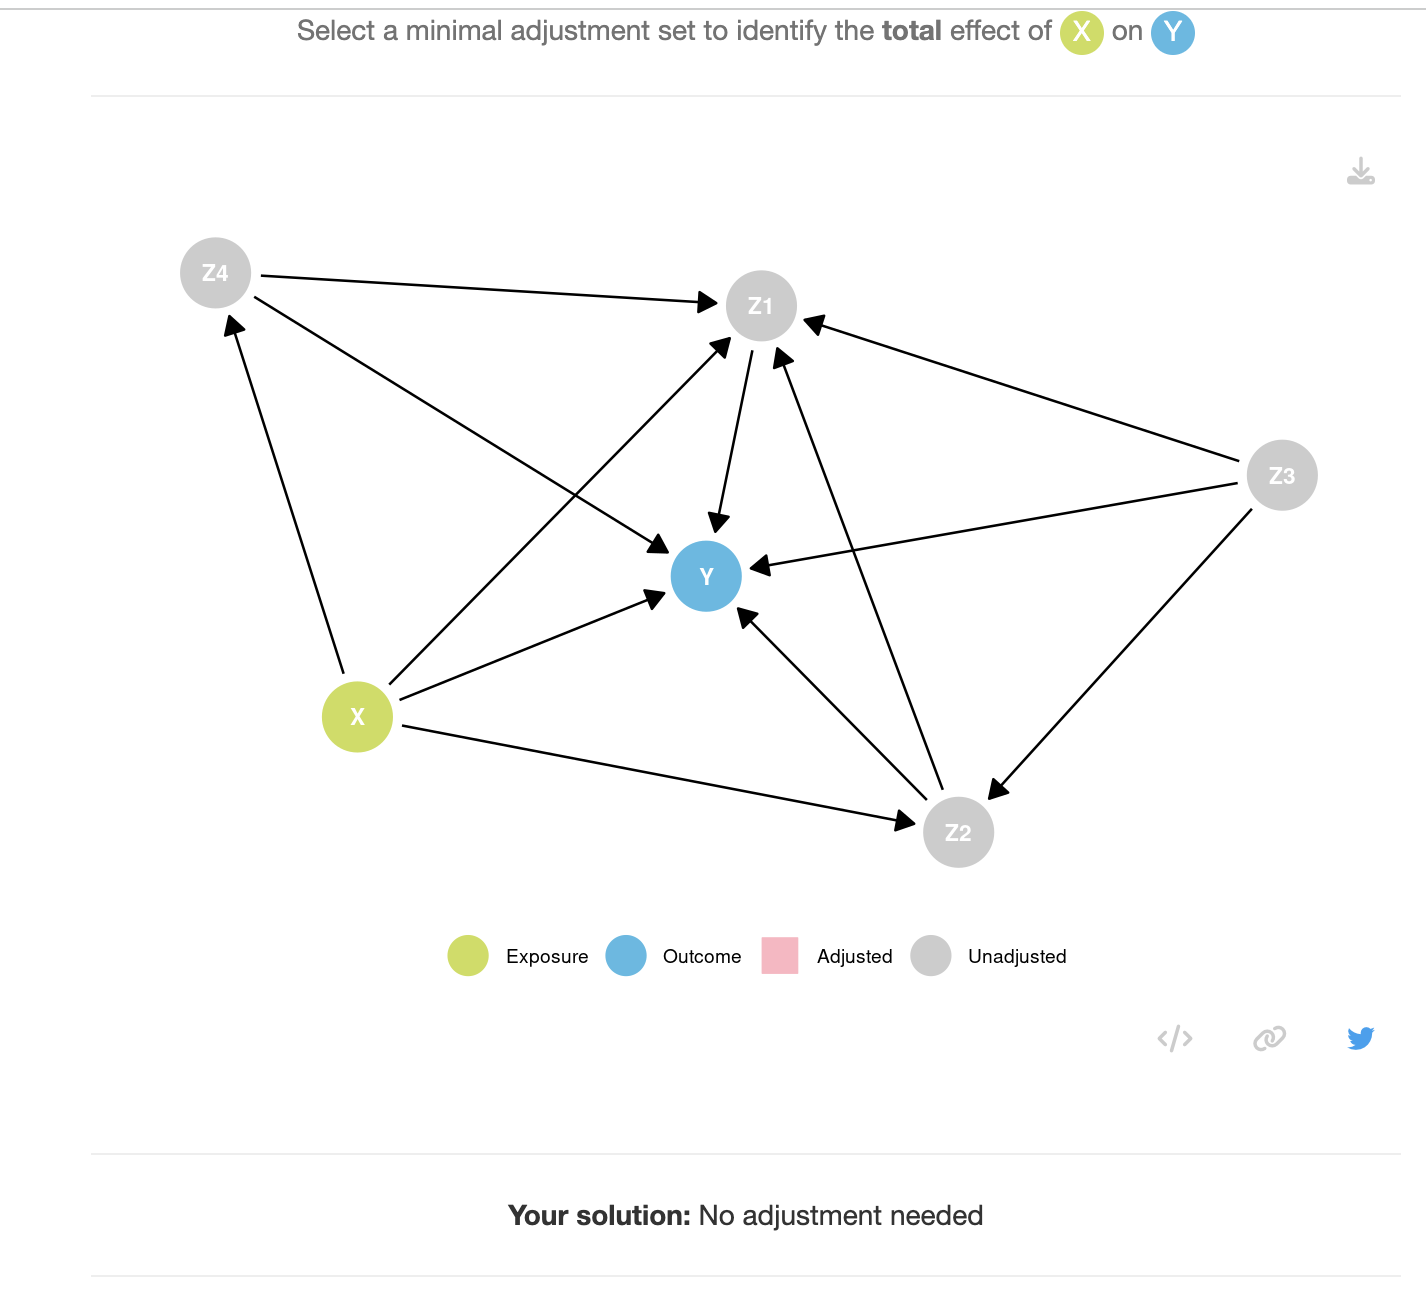 Select a minimal adjustment set to identify the total effect of X on Y
Z4
Z1
Z3
Y
X
Z2
Exposure Outcome Adjusted Unadjusted
</>
Your solution: No adjustment needed